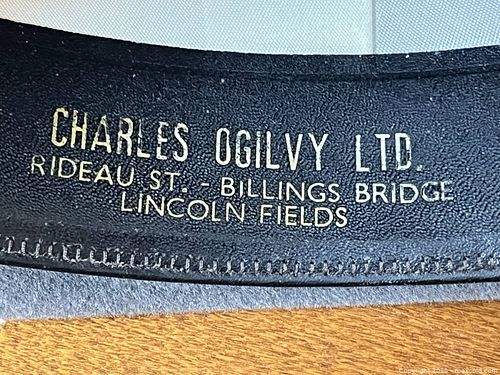 CHARLES OGILVY LTD.
RIDEAU ST. - BILLINGS BRIDGE
LINCOLN FIELDS